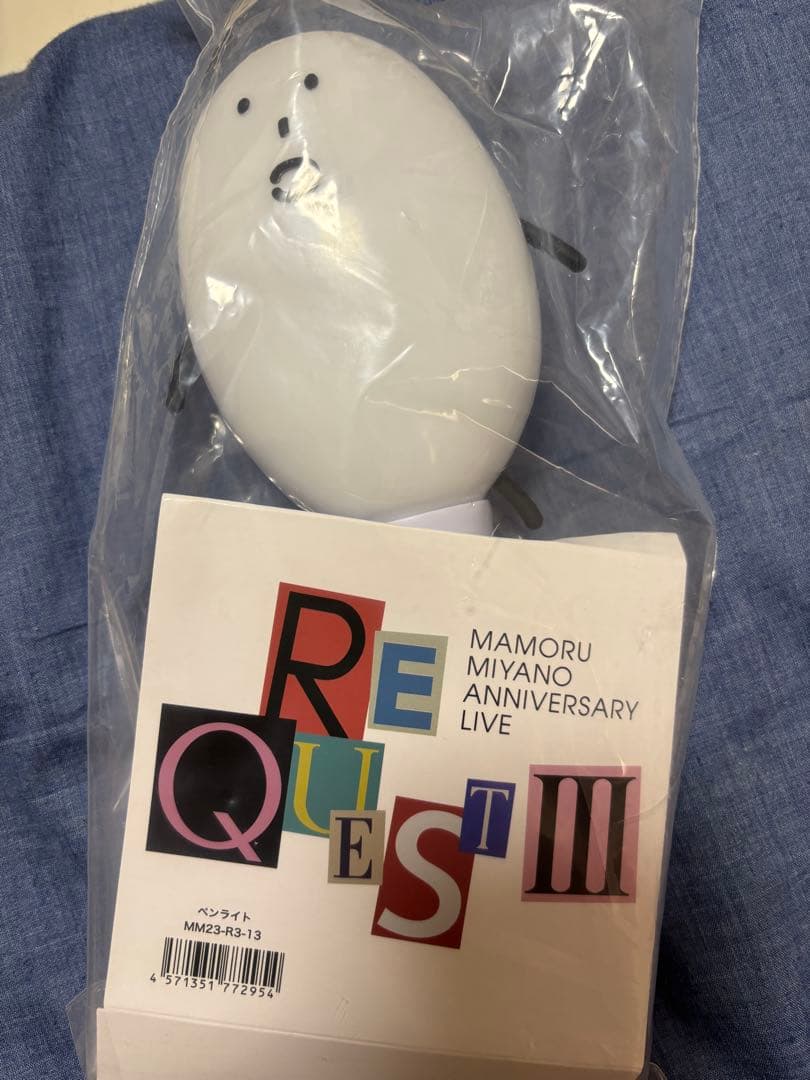 RE
QUEST III
MAMORU
MIYANO
ANNIVERSARY
LIVE
ペンライト
MM23-R3-13
4 571351 772954